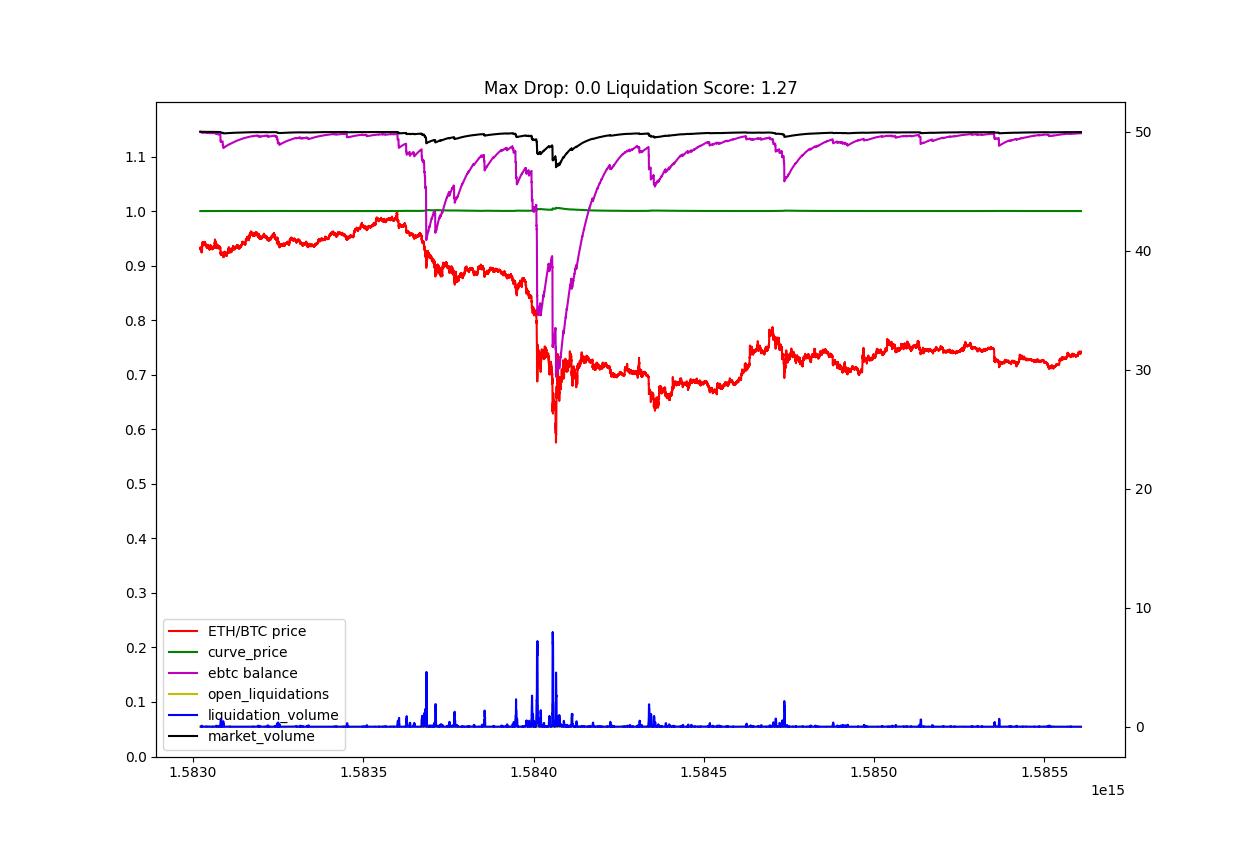 Max Drop: 0.0 Liquidation Score: 1.27
1.1
1.0
0.9
0.8
0.7
0.6
0.5
0.4
0.3
0.2
0.1
0.0
50
40
30
20
10
0
ETH/BTC price
curve_price
ebtc balance
open_liquidations
liquidation_volume
market_volume
1.5830 1.5835 1.5840 1.5845 1.5850 1.5855
1e15